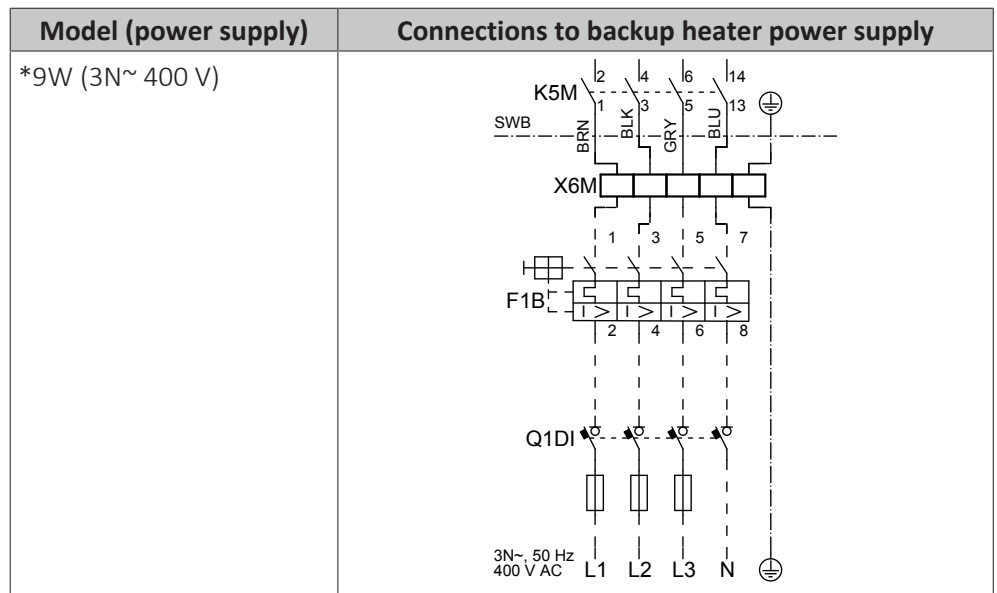 Model (power supply) Connections to backup heater power supply
*9W (3N~ 400 V)
2 4 6 14
K5M
1 3 5 13
SWB
BRN BLK GRY BLU
X6M
1 3 5 7
F1B
I > I > I > I >
2 4 6 8
Q1DI
3N~, 50 Hz
400 V AC L1 L2 L3 N